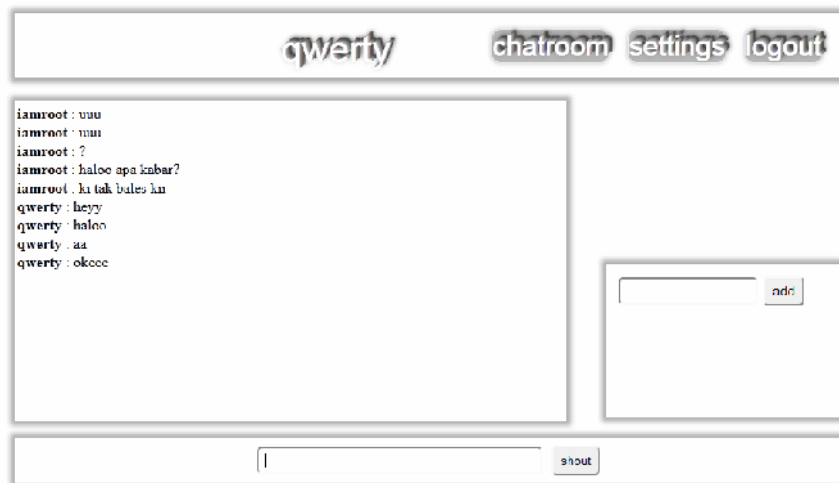 qwerty chatroom settings logout
iamroot : uuu
iamroot : uuu
iamroot : ?
iamroot : haloo apa kabar?
iamroot : ki tak bales kn
qwerty : heyy
qwerty : haloo
qwerty : aa
qwerty : okeee
add
shout